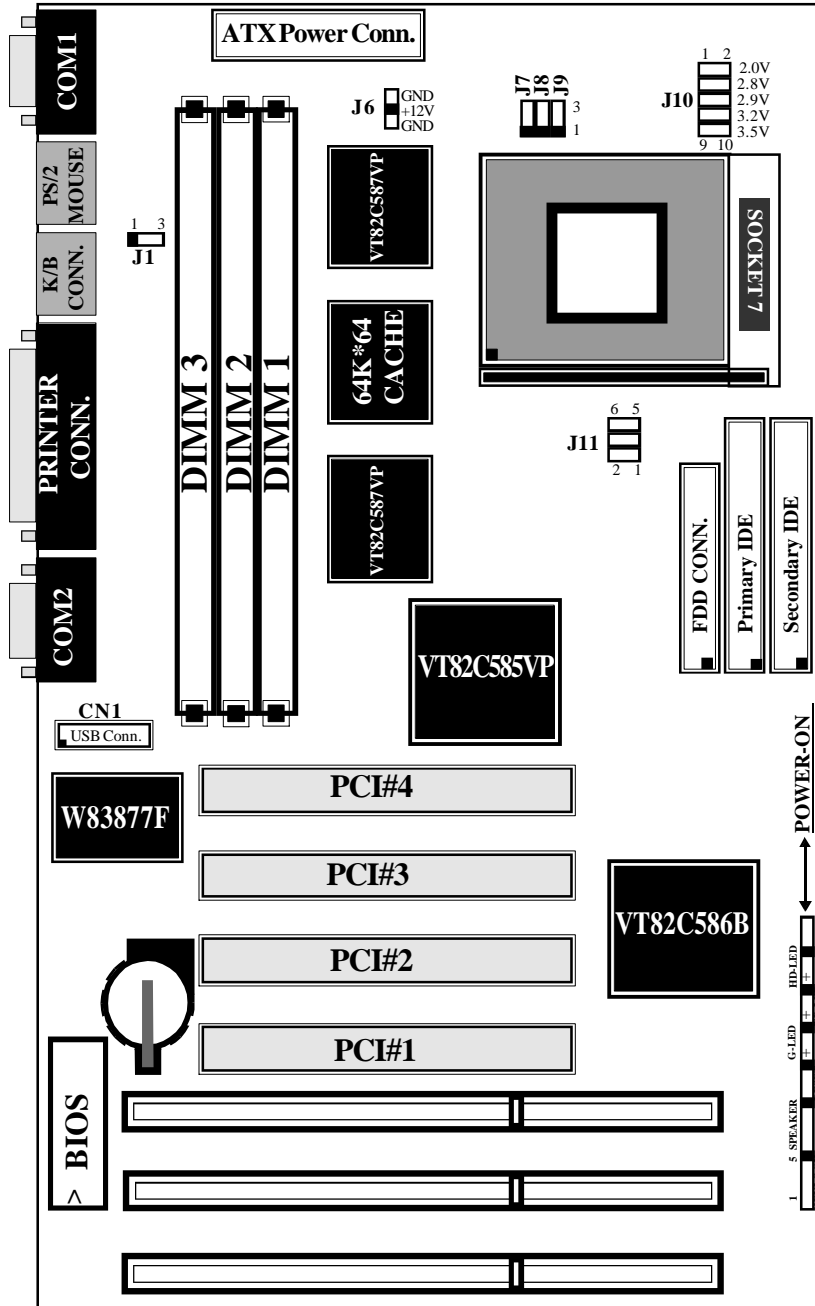 ATX Power Conn.
COM1
PS/2
MOUSE
K/B
CONN.
PRINTER
CONN.
COM2
1 3
J1
DIMM 3
DIMM 2
DIMM 1
J6
GND
+12V
GND
J7
J8
J9
3
1
J10
1 2
2.0V
2.8V
2.9V
3.2V
3.5V
9 10
VT82C587VP
64K*64
CACHE
VT82C587VP
SOCKET 7
6 5
J11
2 1
FDD CONN.
Primary IDE
Secondary IDE
VT82C585VP
CN1
USB Conn.
W83877F
PCI#4
PCI#3
PCI#2
PCI#1
VT82C586B
POWER-ON
HD-LED
+
+
G-LED
+
SPEAKER
5
1
> BIOS